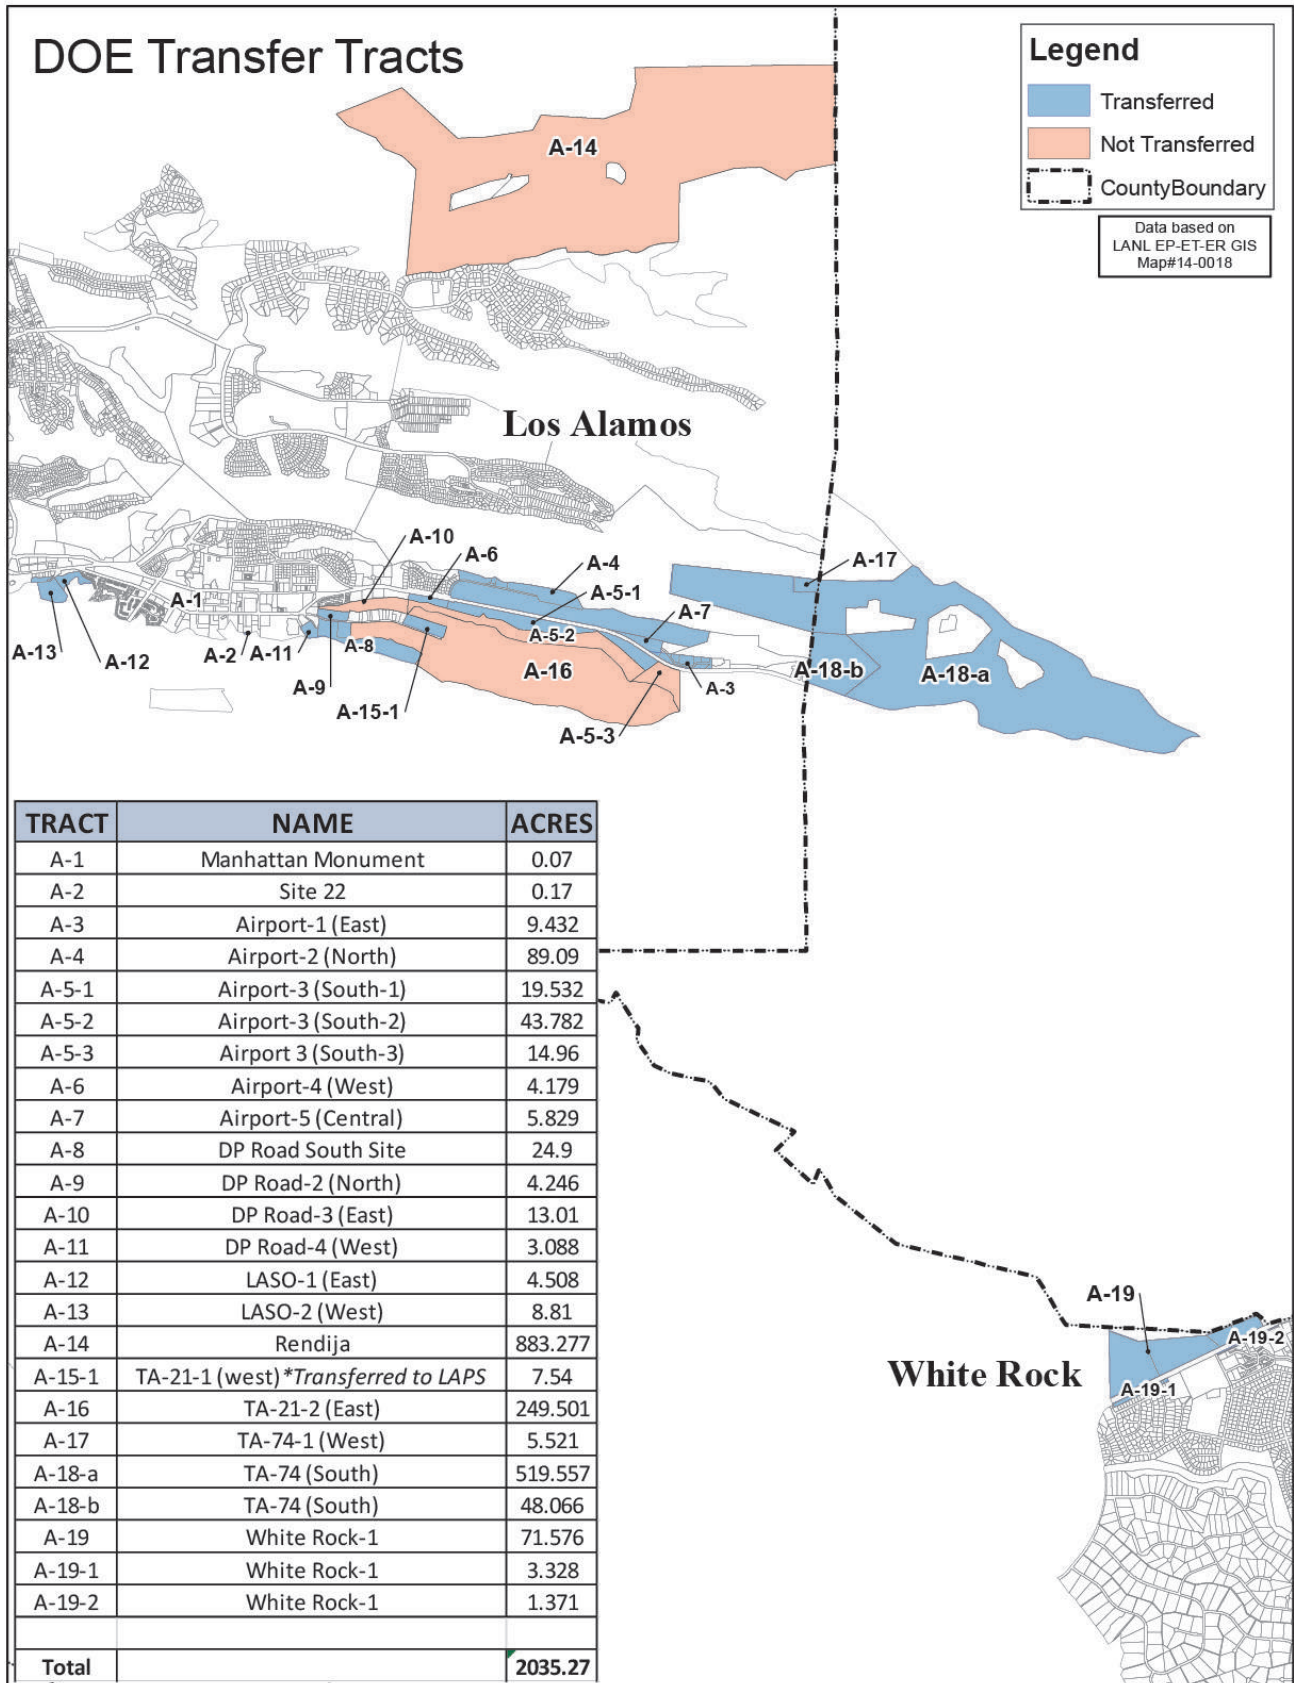 DOE Transfer Tracts
Legend
Transferred
Not Transferred
CountyBoundary
Data based on
LANL EP-ET-ER GIS
Map#14-0018
A-14
Los Alamos
A-10
A-6
A-4
A-17
A-5-1
A-7
A-1
A-5-2
A-13
A-12
A-2
A-11
A-8
A-9
A-16
A-18-b
A-18-a
A-3
A-15-1
A-5-3
TRACT NAME ACRES
A-1 Manhattan Monument 0.07
A-2 Site 22 0.17
A-3 Airport-1 (East) 9.432
A-4 Airport-2 (North) 89.09
A-5-1 Airport-3 (South-1) 19.532
A-5-2 Airport-3 (South-2) 43.782
A-5-3 Airport 3 (South-3) 14.96
A-6 Airport-4 (West) 4.179
A-7 Airport-5 (Central) 5.829
A-8 DP Road South Site 24.9
A-9 DP Road-2 (North) 4.246
A-10 DP Road-3 (East) 13.01
A-11 DP Road-4 (West) 3.088
A-12 LASO-1 (East) 4.508
A-13 LASO-2 (West) 8.81
A-14 Rendija 883.277
A-15-1 TA-21-1 (west) *Transferred to LAPS 7.54
A-16 TA-21-2 (East) 249.501
A-17 TA-74-1 (West) 5.521
A-18-a TA-74 (South) 519.557
A-18-b TA-74 (South) 48.066
A-19 White Rock-1 71.576
A-19-1 White Rock-1 3.328
A-19-2 White Rock-1 1.371
Total 2035.27
A-19
A-19-2
White Rock
A-19-1